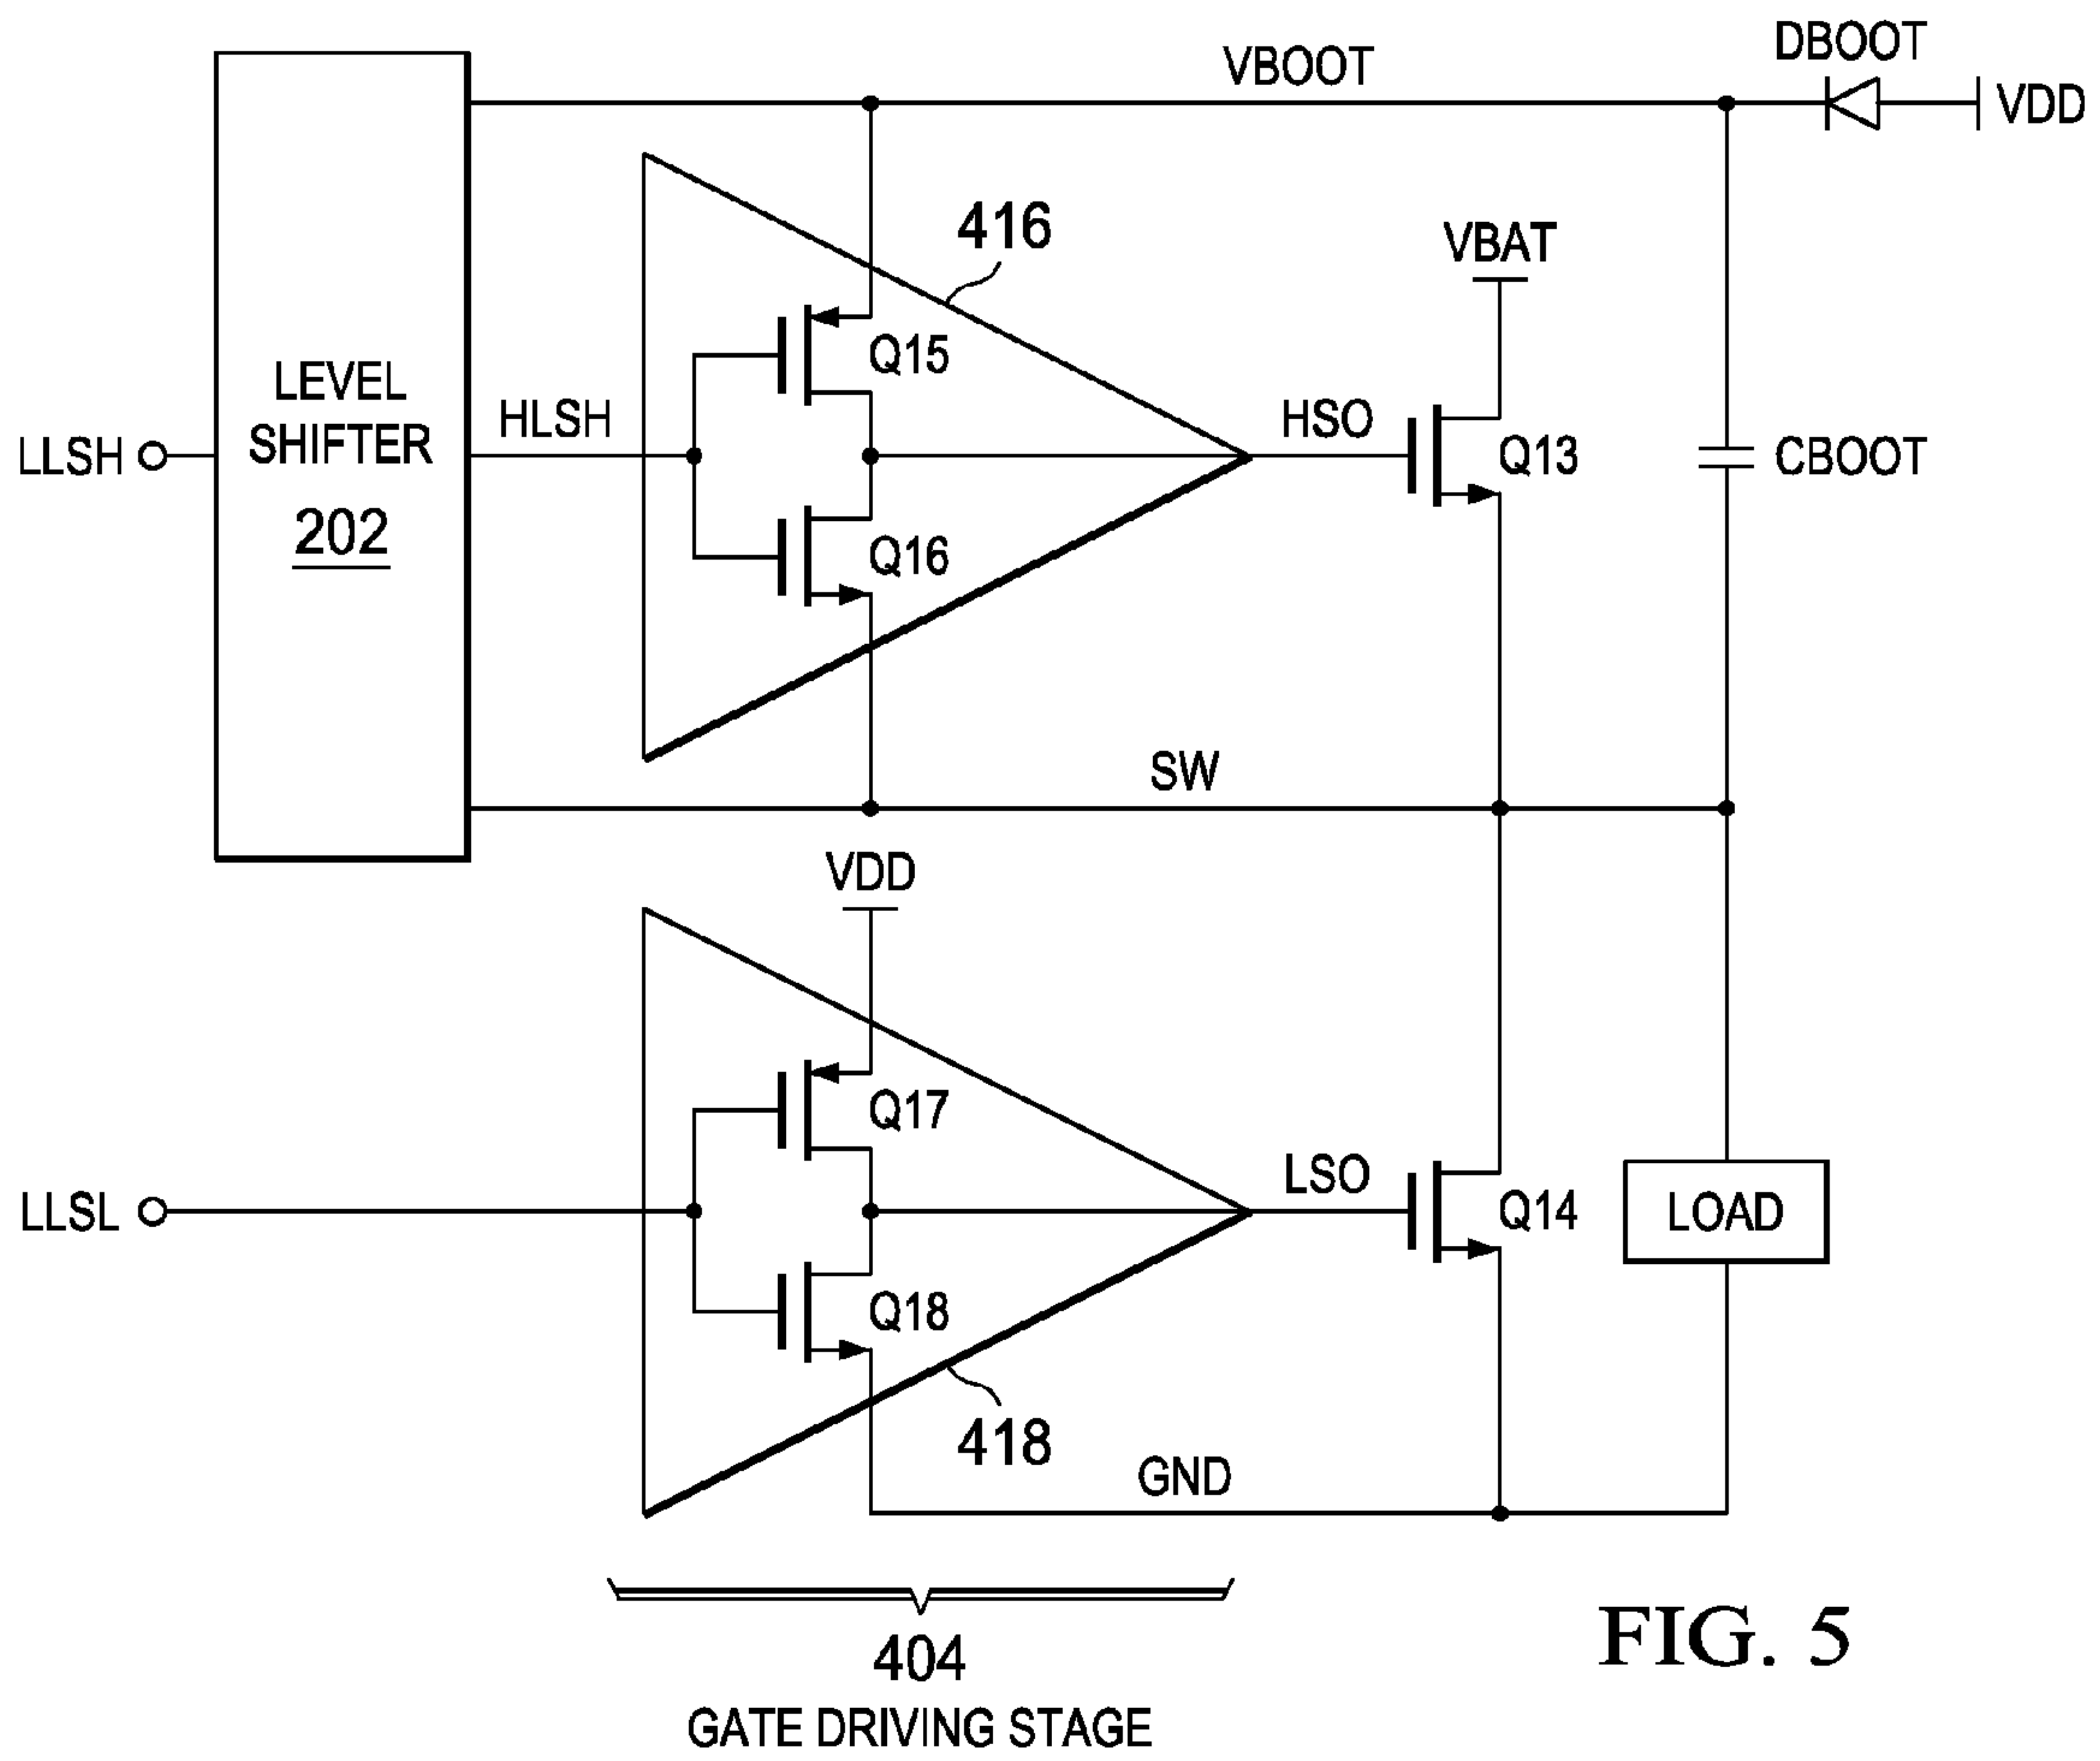 DBOOT
VBOOT
VDD
416
VBAT
Q15
LEVEL
SHIFTER
202
LLSH
HLSH
HSO
Q13
CBOOT
Q16
SW
VDD
Q17
LLSL
LSO
Q14
LOAD
Q18
418
GND
404
GATE DRIVING STAGE
FIG. 5